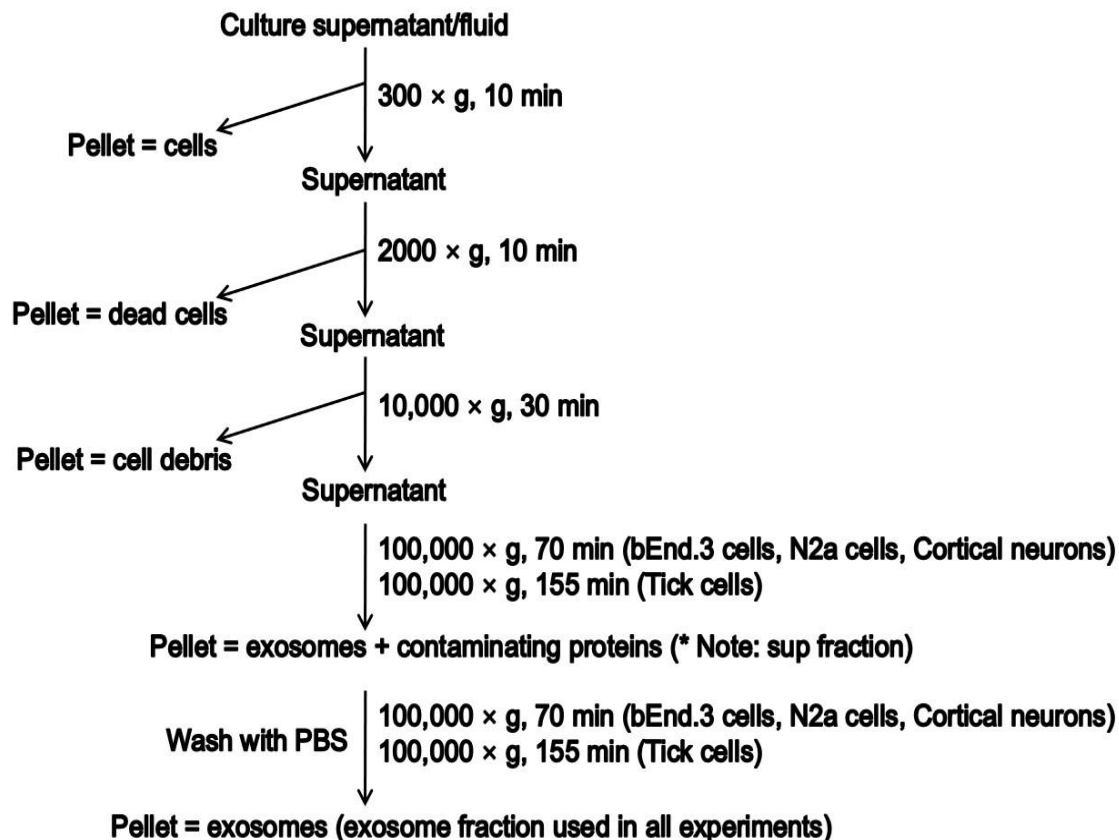 Culture supernatant/fluid
300 × g, 10 min
Pellet = cells
Supernatant
2000 × g, 10 min
Pellet = dead cells
Supernatant
10,000 × g, 30 min
Pellet = cell debris
Supernatant
100,000 × g, 70 min (bEnd.3 cells, N2a cells, Cortical neurons)
100,000 × g, 155 min (Tick cells)
Pellet = exosomes + contaminating proteins (* Note: sup fraction)
100,000 × g, 70 min (bEnd.3 cells, N2a cells, Cortical neurons)
Wash with PBS
100,000 × g, 155 min (Tick cells)
Pellet = exosomes (exosome fraction used in all experiments)